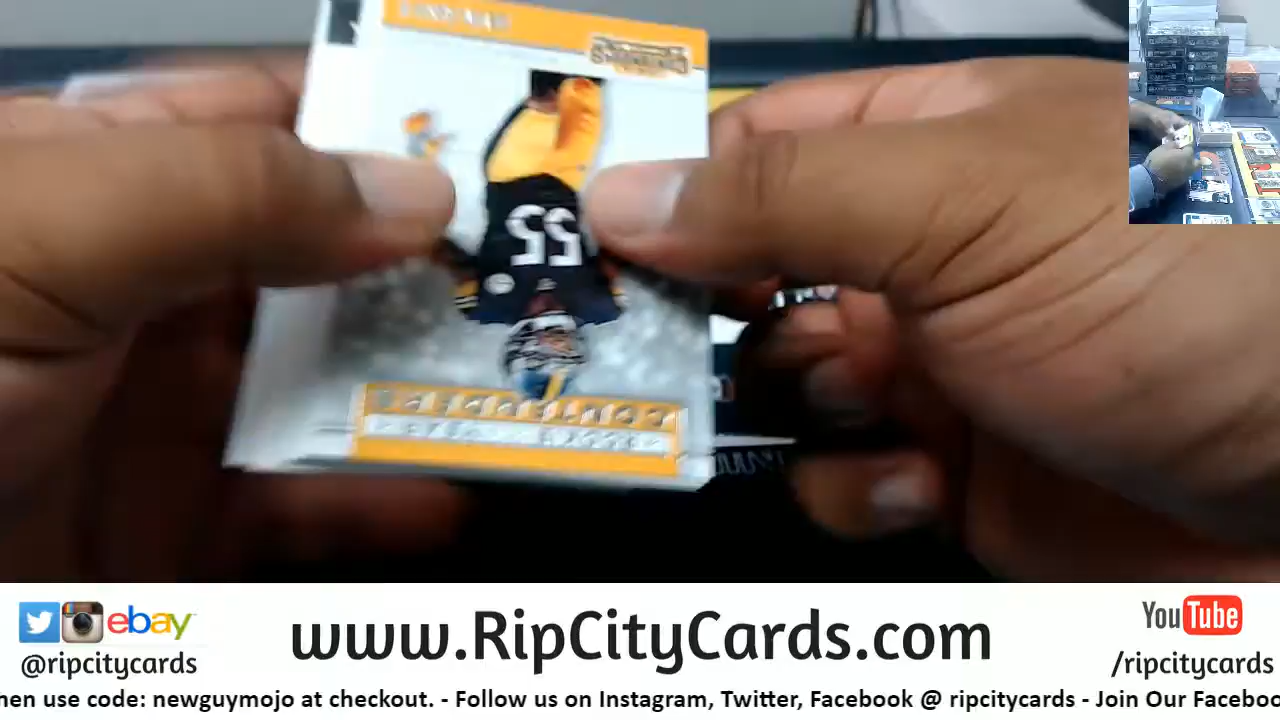 55
ebay
@ripcitycards
www.RipCityCards.com
YouTube
/ripcitycards
hen use code: newguymojo at checkout. - Follow us on Instagram, Twitter, Facebook @ ripcitycards - Join Our Faceboo